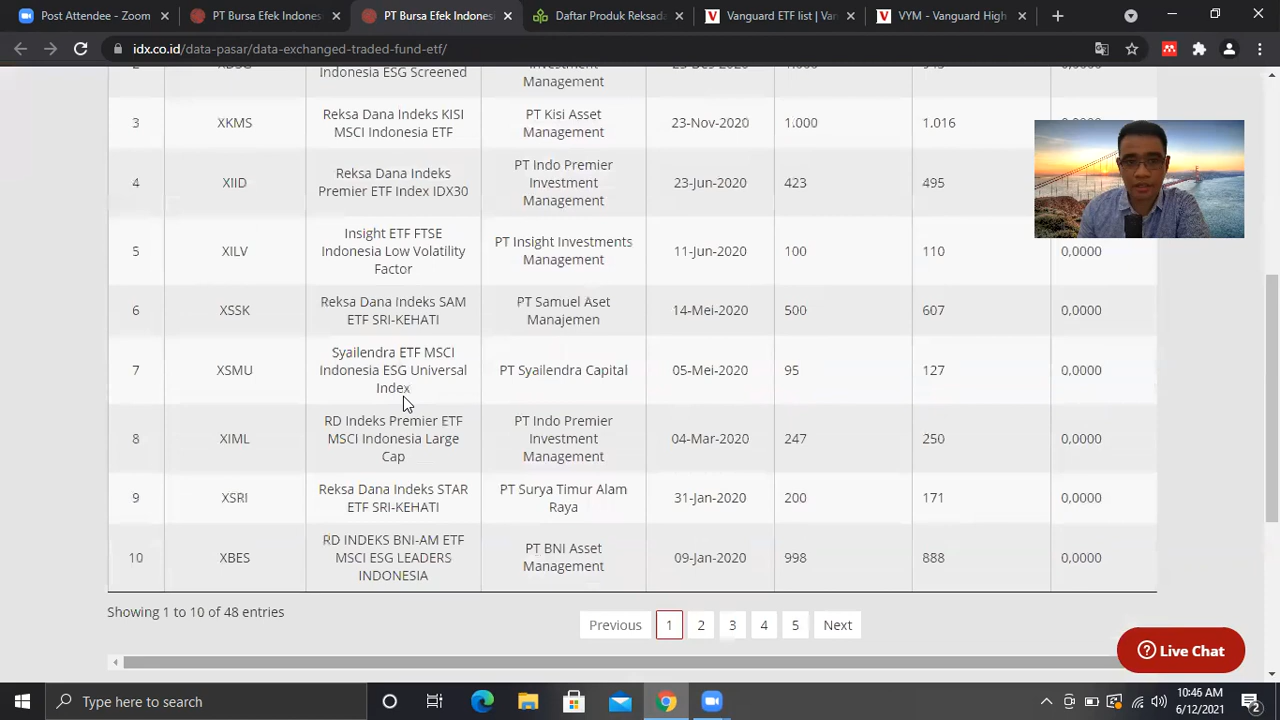 Post Attendee - Zoom
PT Bursa Efek Indones
PT Bursa Efek Indones
Daftar Produk Reksada
Vanguard ETF list | Van
VYM - Vanguard High
idx.co.id/data-pasar/data-exchanged-traded-fund-etf/
Indonesia ESG Screened
Management
3 XKMS Reksa Dana Indeks KISI MSCI Indonesia ETF PT Kisi Asset Management 23-Nov-2020 1.000 1.016
4 XIID Reksa Dana Indeks Premier ETF Index IDX30 PT Indo Premier Investment Management 23-Jun-2020 423 495
5 XILV Insight ETF FTSE Indonesia Low Volatility Factor PT Insight Investments Management 11-Jun-2020 100 110 0,0000
6 XSSK Reksa Dana Indeks SAM ETF SRI-KEHATI PT Samuel Aset Manajemen 14-Mei-2020 500 607 0,0000
7 XSMU Syailendra ETF MSCI Indonesia ESG Universal Index PT Syailendra Capital 05-Mei-2020 95 127 0,0000
8 XIML RD Indeks Premier ETF MSCI Indonesia Large Cap PT Indo Premier Investment Management 04-Mar-2020 247 250 0,0000
9 XSRI Reksa Dana Indeks STAR ETF SRI-KEHATI PT Surya Timur Alam Raya 31-Jan-2020 200 171 0,0000
10 XBES RD INDEKS BNI-AM ETF MSCI ESG LEADERS INDONESIA PT BNI Asset Management 09-Jan-2020 998 888 0,0000
Showing 1 to 10 of 48 entries
Previous 1 2 3 4 5 Next
Live Chat
Type here to search
10:46 AM
6/12/2021
2